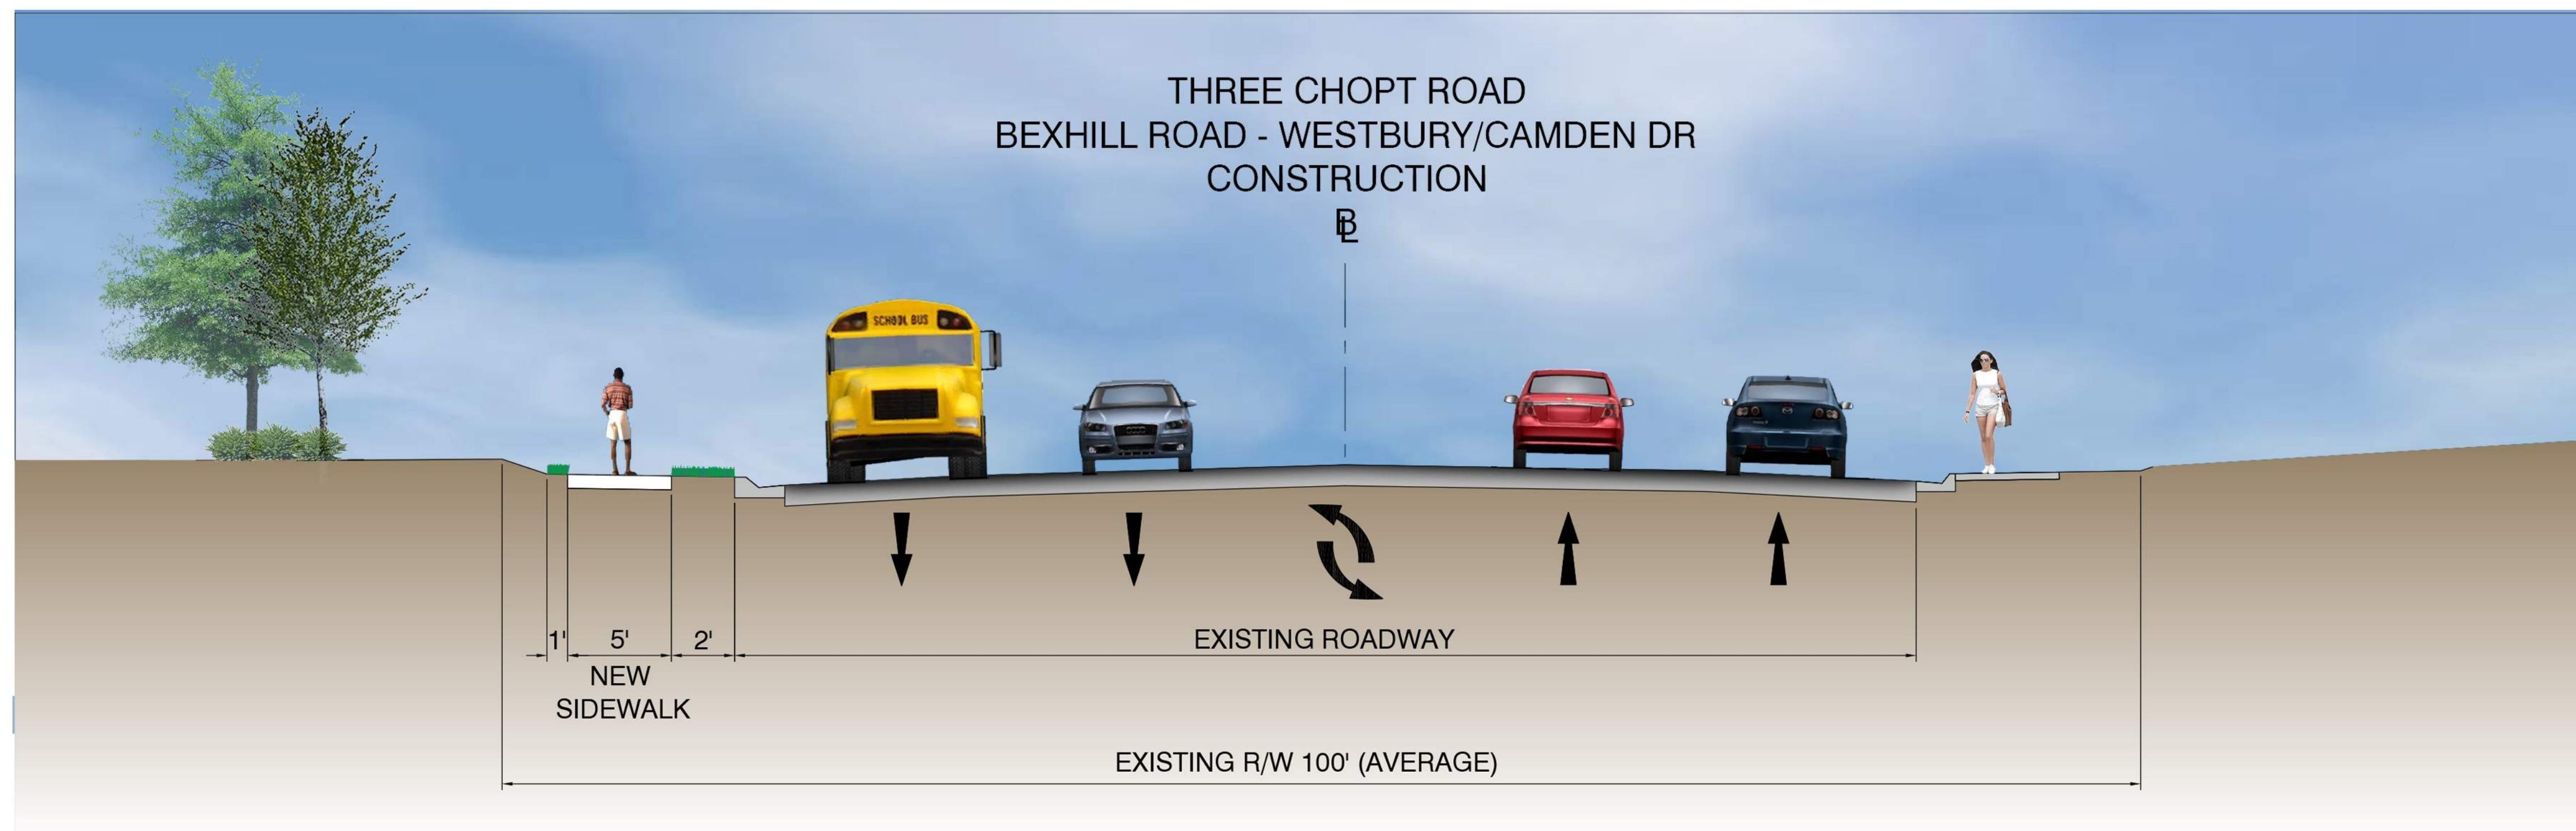 THREE CHOPT ROAD
BEXHILL ROAD - WESTBURY/CAMDEN DR
CONSTRUCTION
BL
SCHOOL BUS
1' 5' 2'
EXISTING ROADWAY
NEW
SIDEWALK
EXISTING R/W 100' (AVERAGE)